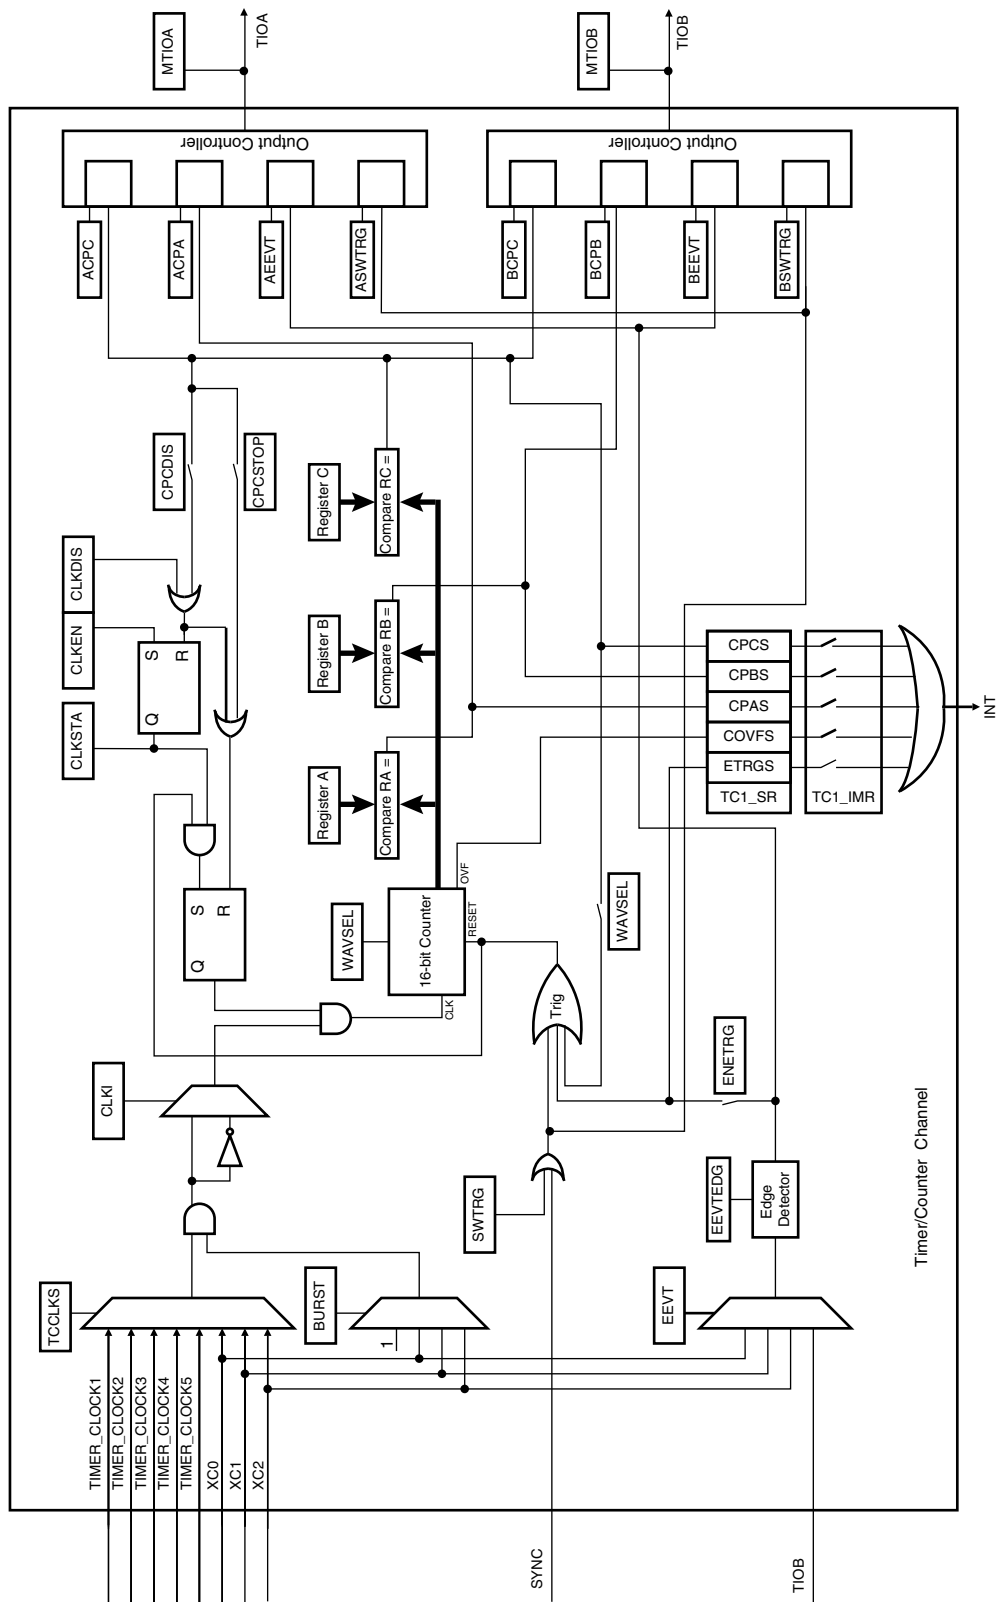 MTIOA
TIOA
MTIOB
TIOB
Output Controller
Output Controller
ACPC
ACPA
AEEVT
ASWTRG
BCPC
BCPB
BEEVT
BSWTRG
CPCDIS
CPCSTOP
CLKDIS
CLKEN
CLKSTA
S
R
Q
Register C
Compare RC =
Register B
Compare RB =
Register A
Compare RA =
CPCS
CPBS
CPAS
COVFS
ETRGS
TC1_SR
TC1_IMR
INT
S
R
Q
WAVSEL
16-bit Counter
OVF
RESET
CLK
WAVSEL
Trig
CLKI
ENETRG
SWTRG
EEVTEDG
Edge
Detector
Timer/Counter Channel
TCCLKS
BURST
1
EEVT
TIMER_CLOCK1
TIMER_CLOCK2
TIMER_CLOCK3
TIMER_CLOCK4
TIMER_CLOCK5
XC0
XC1
XC2
SYNC
TIOB